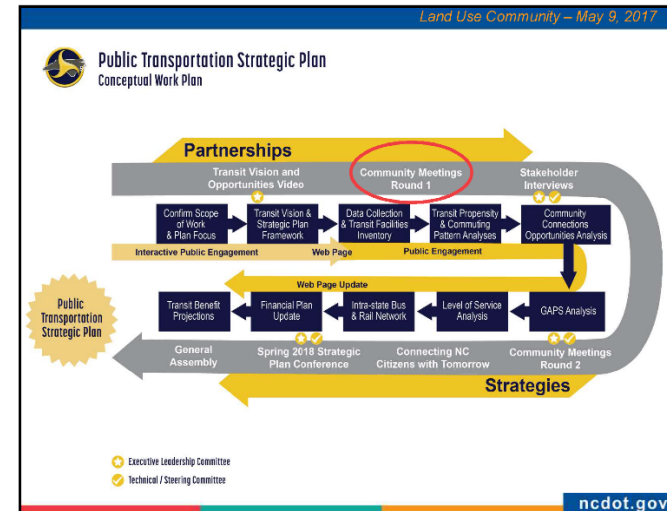 Land Use Community – May 9, 2017
Public Transportation Strategic Plan
Conceptual Work Plan
Partnerships
Transit Vision and
Opportunities Video
Community Meetings
Round 1
Stakeholder
Interviews
Confirm Scope
of Work
& Plan Focus
Transit Vision &
Strategic Plan
Framework
Data Collection
& Transit Facilities
Inventory
Transit Propensity
& Commuting
Pattern Analyses
Community
Connections
Opportunities Analysis
Interactive Public Engagement
Web Page
Public Engagement
Web Page Update
Public
Transportation
Strategic Plan
Transit Benefit
Projections
Financial Plan
Update
Intra-state Bus
& Rail Network
Level of Service
Analysis
GAPS Analysis
General
Assembly
Spring 2018 Strategic
Plan Conference
Connecting NC
Citizens with Tomorrow
Community Meetings
Round 2
Strategies
Executive Leadership Committee
Technical / Steering Committee
ncdot.gov